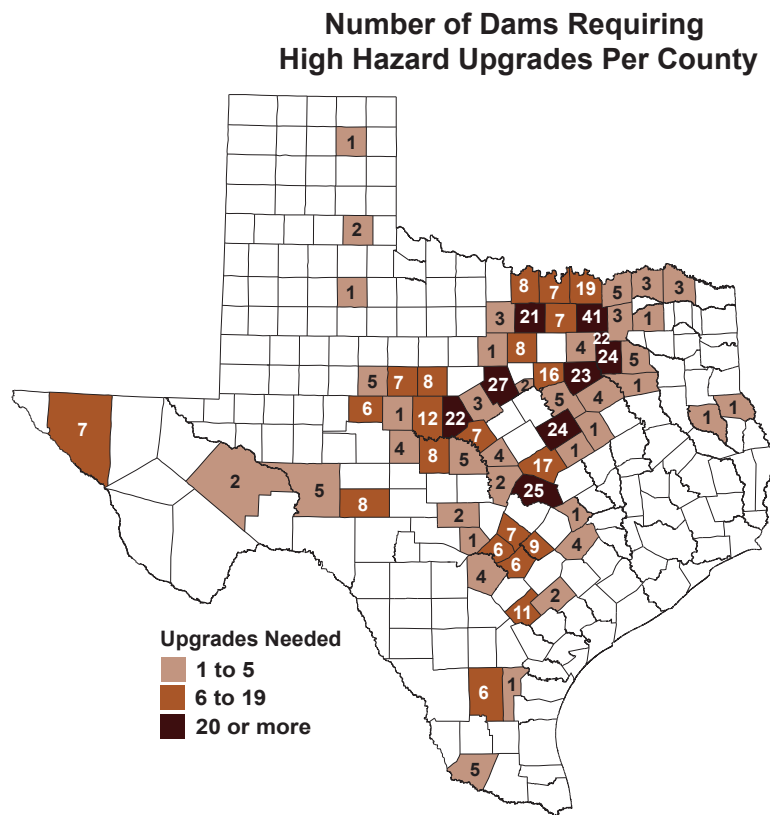 Number of Dams Requiring
High Hazard Upgrades Per County
1
2
1
8 7 19 5 3 3
3 21 7 41 3 1
1 8 4 22
24 5
5 7 8 27 2 16 23 1
6 1 12 22 3 5 4 1 1
7 7 24 1
4 8 5 4 17 1
2 5 8 2 25
2 1
1 6 7 9 4
4 6
11 2
Upgrades Needed
1 to 5
6 to 19
20 or more
6 1
5